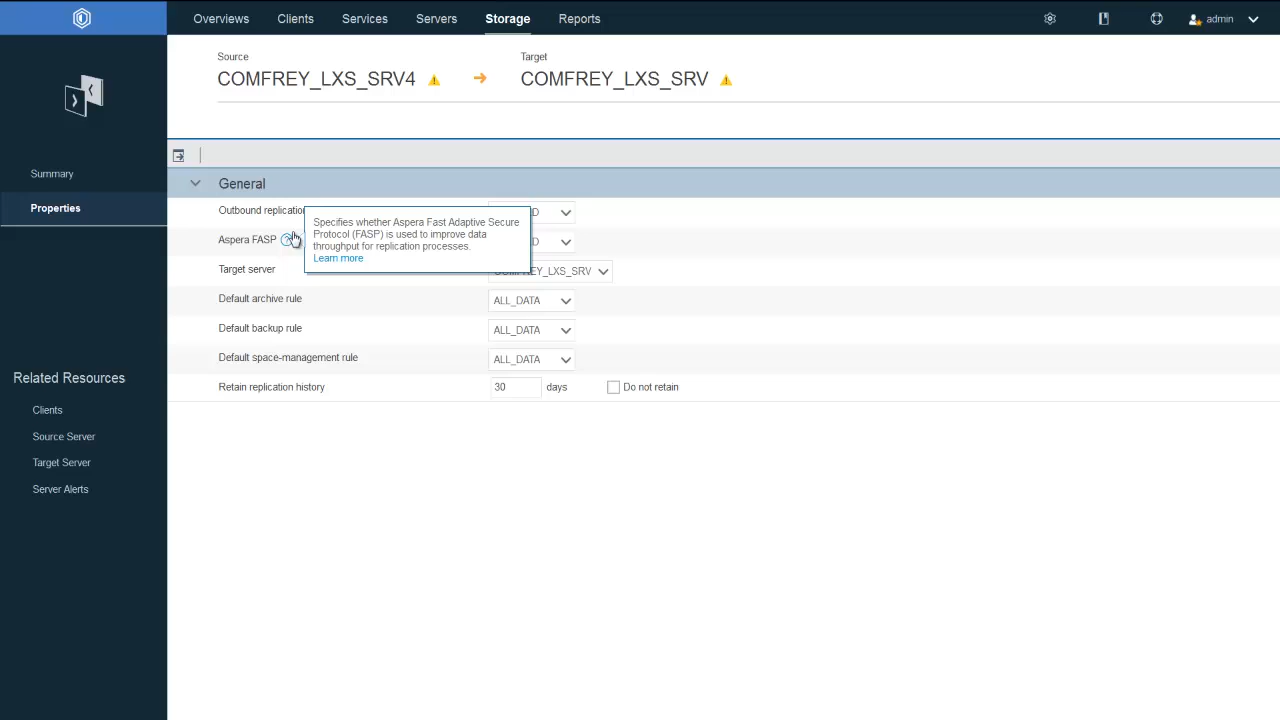 Overviews Clients Services Servers Storage Reports admin
Source Target
COMFREY_LXS_SRV4 COMFREY_LXS_SRV
Summary
Properties
General
Outbound replication
Specifies whether Aspera Fast Adaptive Secure
Protocol (FASP) is used to improve data
throughput for replication processes.
Learn more
Aspera FASP
Target server COMFREY_LXS_SRV
Default archive rule ALL_DATA
Default backup rule ALL_DATA
Default space-management rule ALL_DATA
Retain replication history 30 days Do not retain
Related Resources
Clients
Source Server
Target Server
Server Alerts